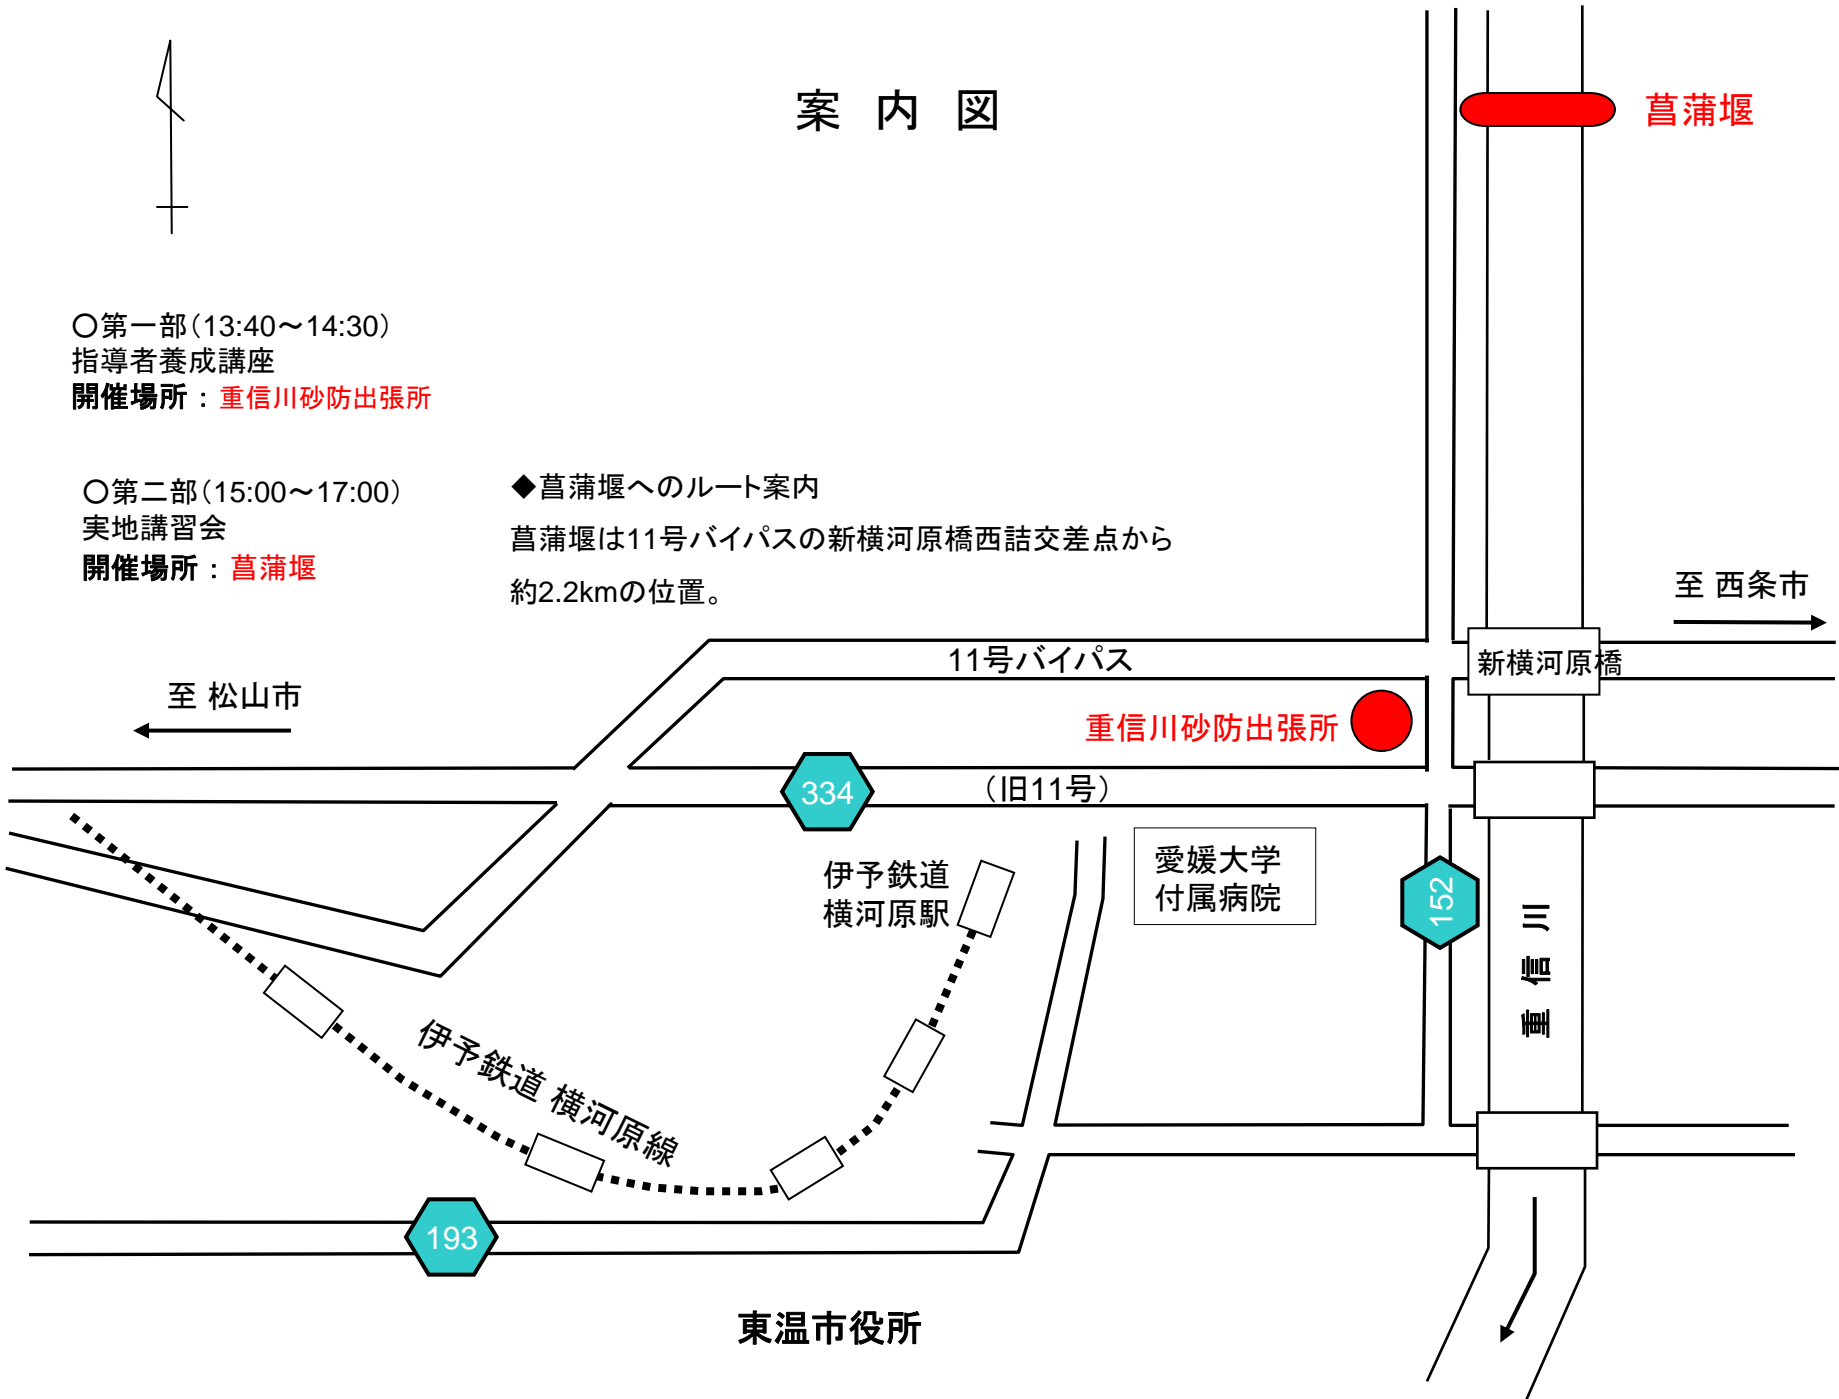 案 内 図
菖蒲堰
〇第一部（13:40～14:30）
指導者養成講座
開催場所 ： 重信川砂防出張所
〇第二部（15:00～17:00）
実地講習会
開催場所 ： 菖蒲堰
◆菖蒲堰へのルート案内
菖蒲堰は11号バイパスの新横河原橋西詰交差点から
約2.2kmの位置。
至 西条市
11号バイパス
新横河原橋
至 松山市
重信川砂防出張所
334
（旧11号）
伊予鉄道
横河原駅
愛媛大学
付属病院
152
重 信 川
伊予鉄道 横河原線
193
東温市役所